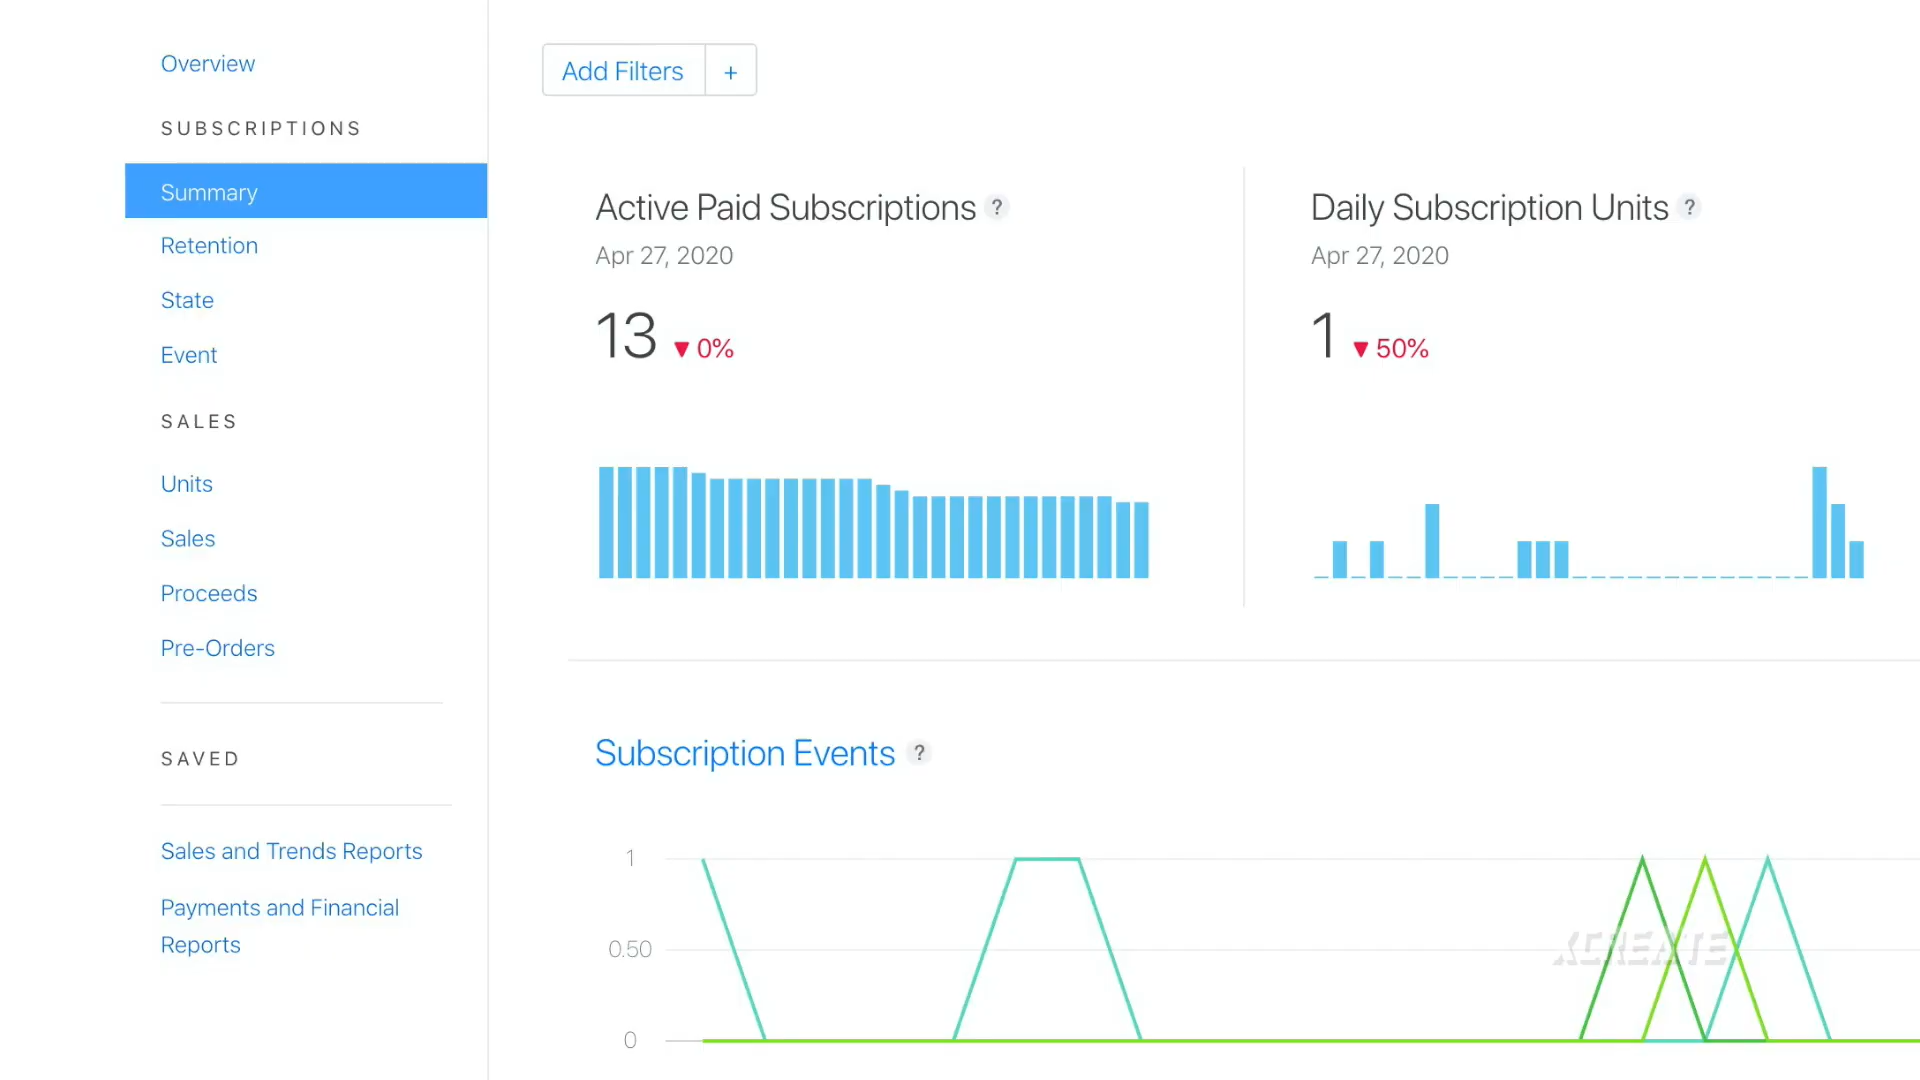 Overview
SUBSCRIPTIONS
Summary
Retention
State
Event
SALES
Units
Sales
Proceeds
Pre-Orders
SAVED
Sales and Trends Reports
Payments and Financial
Reports
Add Filters +
Active Paid Subscriptions ?
Apr 27, 2020
13 ▼ 0%
Daily Subscription Units ?
Apr 27, 2020
1 ▼ 50%
Subscription Events ?
1
0.50
0
XCREATE